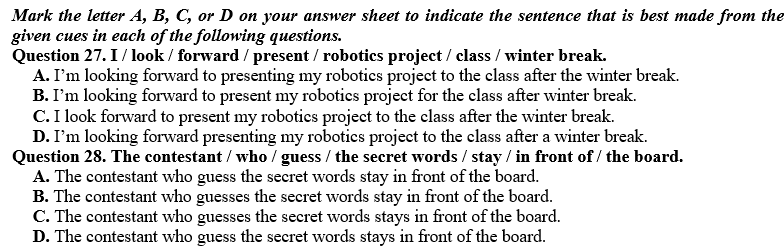 Mark the letter A, B, C, or D on your answer sheet to indicate the sentence that is best made from the
given cues in each of the following questions.
Question 27. I / look / forward / present / robotics project / class / winter break.
A. I’m looking forward to presenting my robotics project to the class after the winter break.
B. I’m looking forward to present my robotics project for the class after winter break.
C. I look forward to present my robotics project to the class after the winter break.
D. I’m looking forward presenting my robotics project to the class after a winter break.
Question 28. The contestant / who / guess / the secret words / stay / in front of / the board.
A. The contestant who guess the secret words stay in front of the board.
B. The contestant who guesses the secret words stay in front of the board.
C. The contestant who guesses the secret words stays in front of the board.
D. The contestant who guess the secret words stays in front of the board.